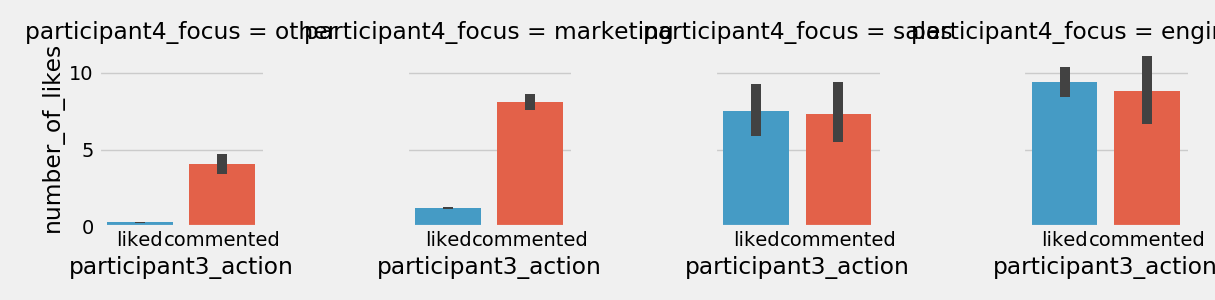 participant4_focus = other
participant4_focus = marketing
participant4_focus = sales
participant4_focus = engin
number_of_likes
10
5
0
liked commented
liked commented
liked commented
liked commented
participant3_action
participant3_action
participant3_action
participant3_action